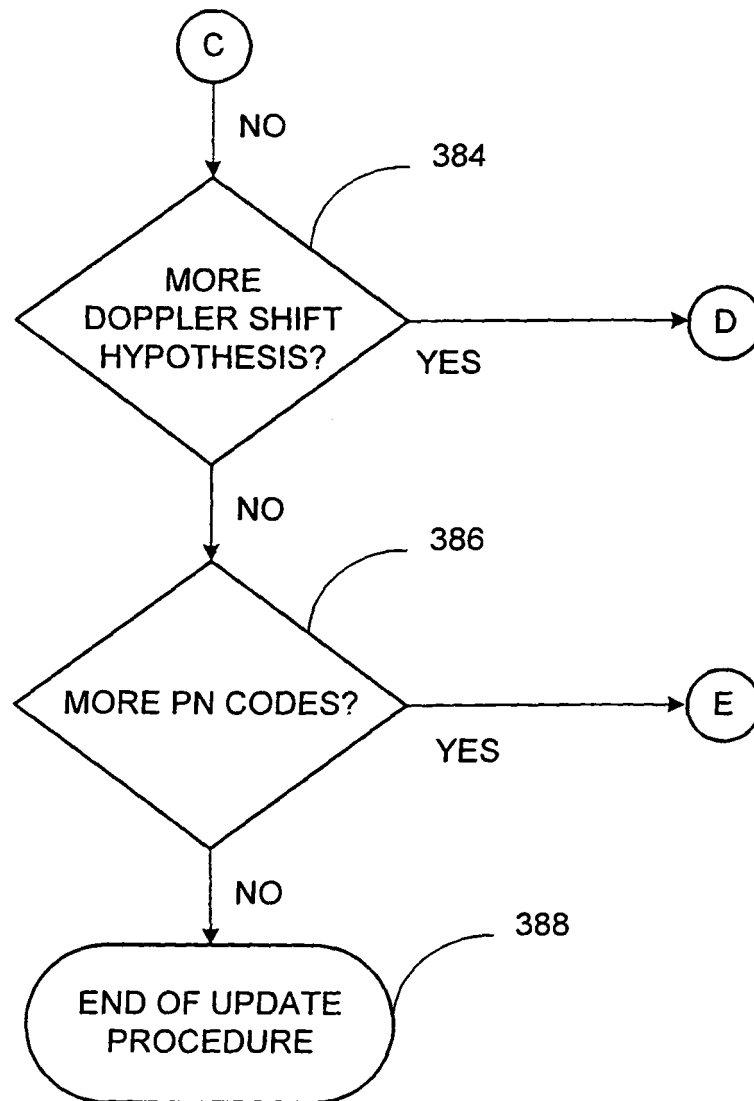 C
NO
384
MORE
DOPPLER SHIFT
HYPOTHESIS?
YES
D
NO
386
MORE PN CODES?
YES
E
NO
388
END OF UPDATE
PROCEDURE